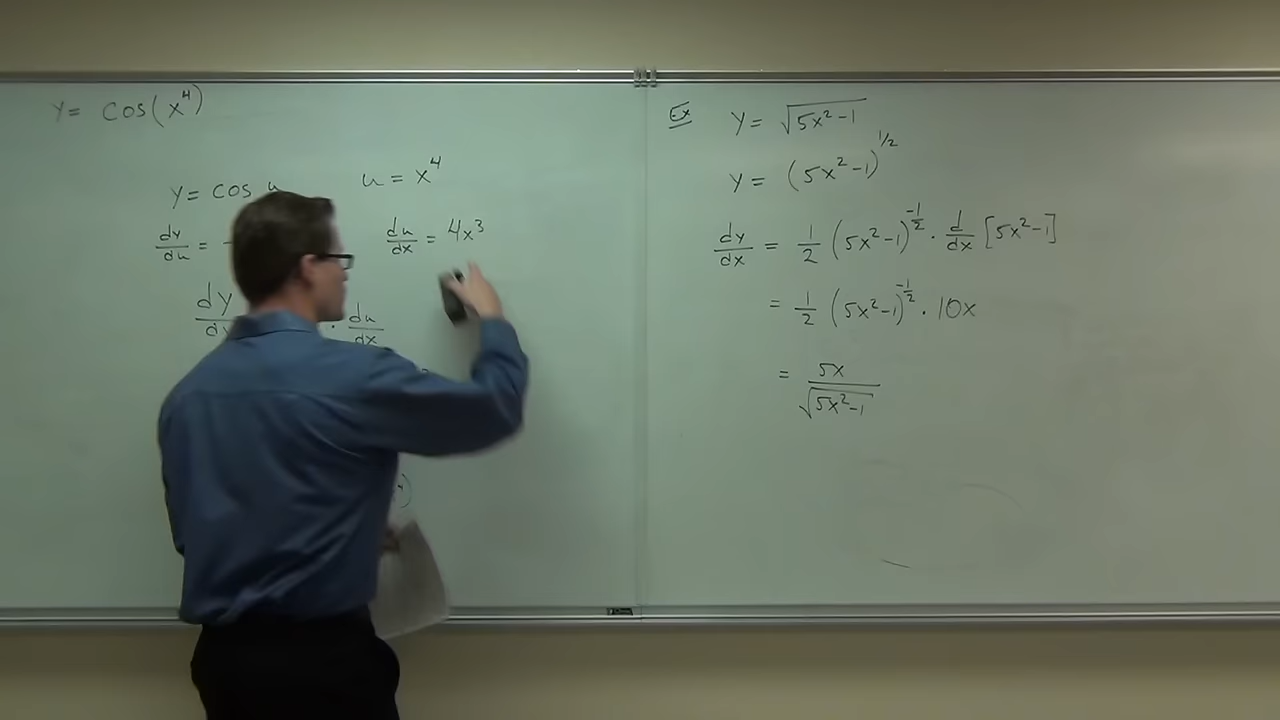 y = cos(x⁴)
y = cos u
u = x⁴
dy/du =
du/dx = 4x³
dy
· du/dx
)
Ex y = √(5x²-1)
y = (5x²-1)^(1/2)
dy/dx = 1/2 (5x²-1)^(-1/2) · d/dx [5x²-1]
= 1/2 (5x²-1)^(-1/2) · 10x
= 5x/√(5x²-1)